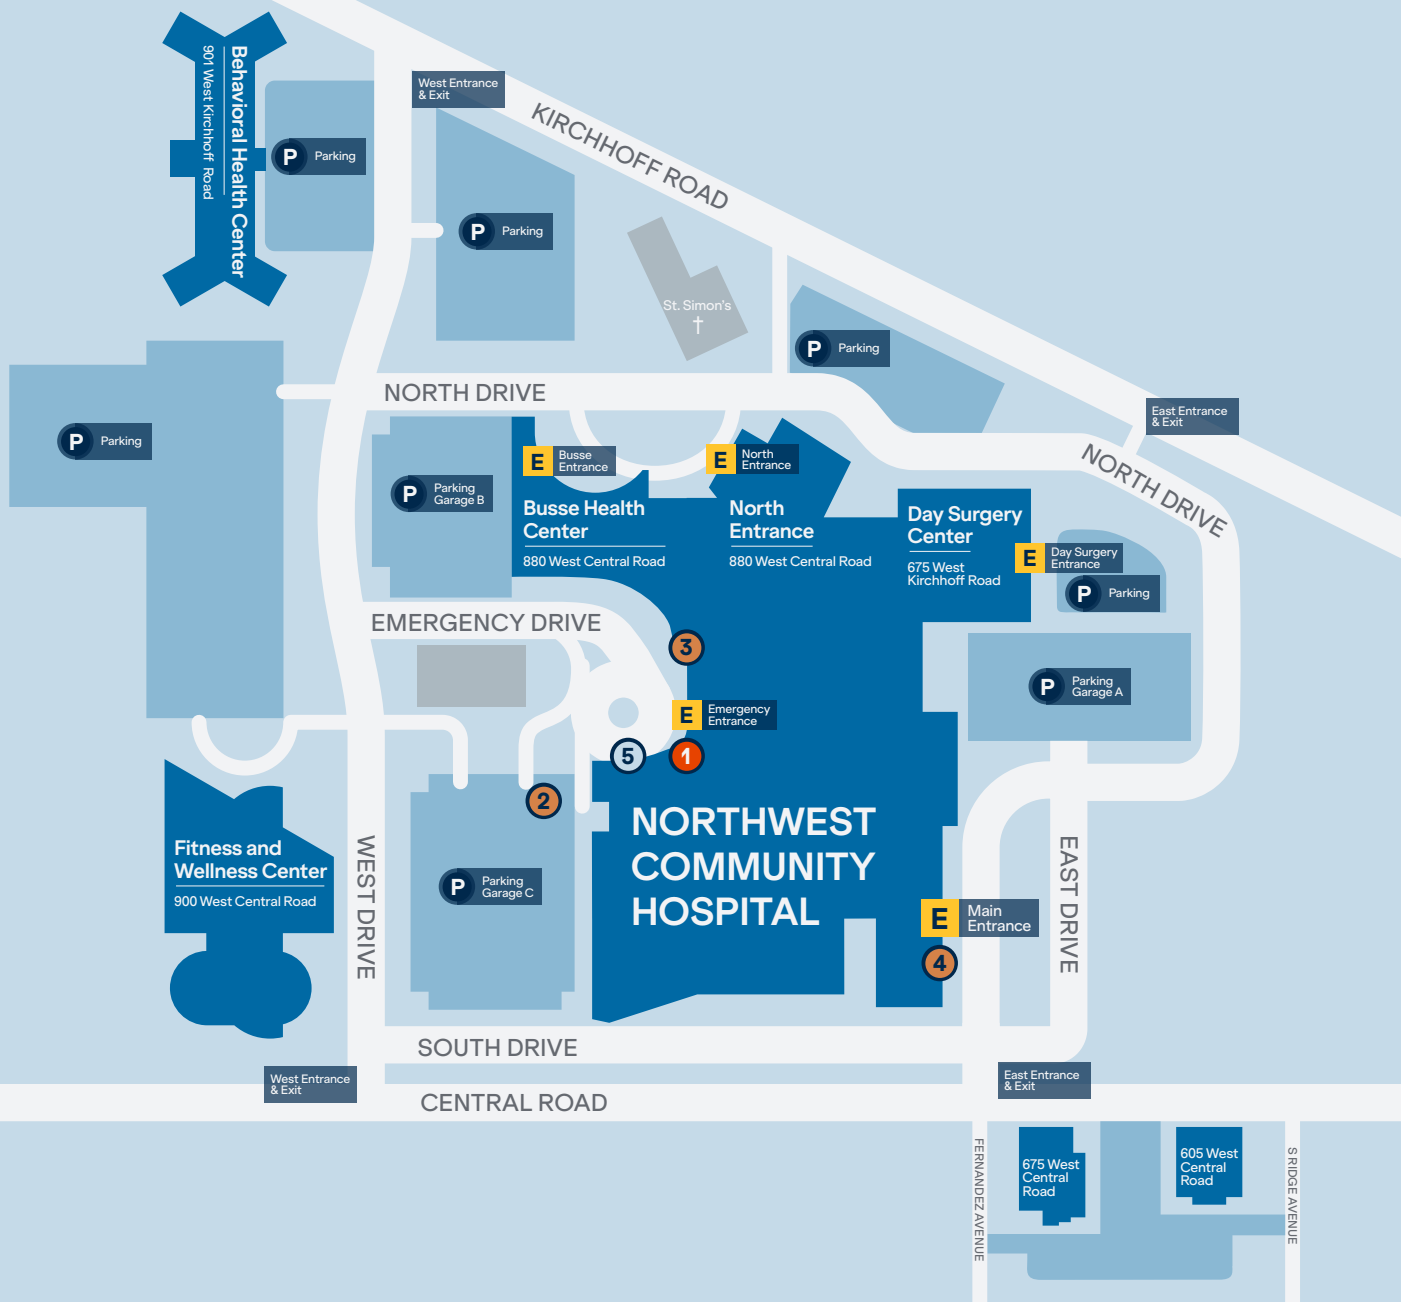 West Entrance
& Exit
KIRCHHOFF ROAD
Behavioral Health Center
901 West Kirchhoff Road
P Parking
P Parking
St. Simon's
P Parking
NORTH DRIVE
East Entrance
& Exit
NORTH DRIVE
P Parking
E Busse
Entrance
E North
Entrance
P Parking
Garage B
Busse Health
Center
880 West Central Road
North
Entrance
880 West Central Road
Day Surgery
Center
675 West
Kirchhoff Road
E Day Surgery
Entrance
P Parking
EMERGENCY DRIVE
3
P Parking
Garage A
E Emergency
Entrance
5
1
2
NORTHWEST
COMMUNITY
HOSPITAL
Fitness and
Wellness Center
900 West Central Road
WEST DRIVE
P Parking
Garage C
EAST DRIVE
E Main
Entrance
4
SOUTH DRIVE
West Entrance
& Exit
East Entrance
& Exit
CENTRAL ROAD
FERNANDEZ AVENUE
675 West
Central
Road
605 West
Central
Road
S RIDGE AVENUE